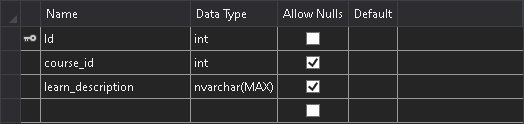 Name Data Type Allow Nulls Default
Id int
course_id int
learn_description nvarchar(MAX)